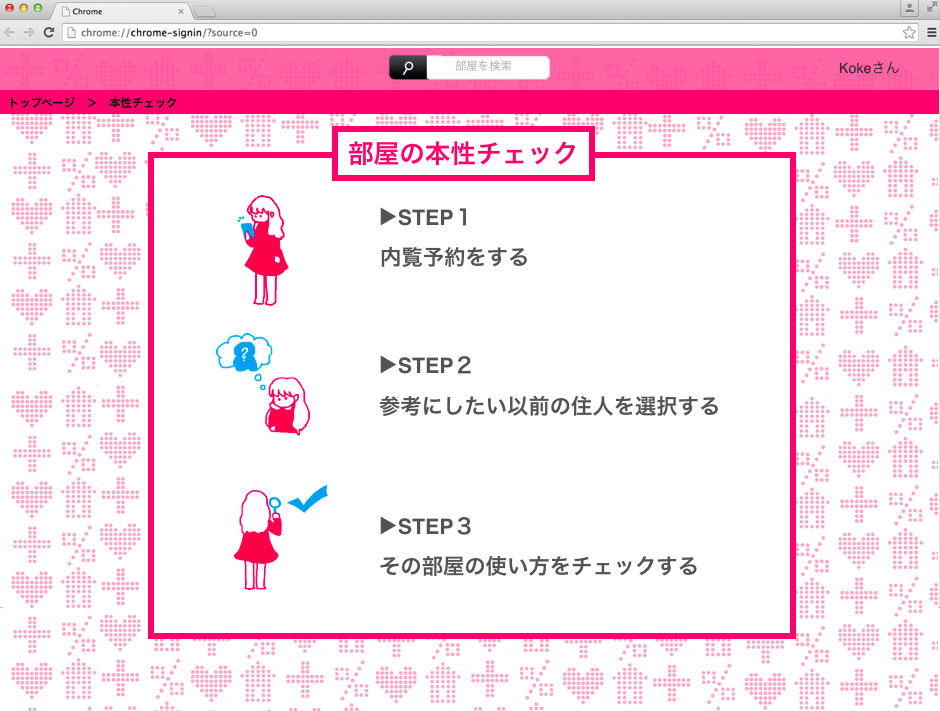 Chrome
chrome://chrome-signin/?source=0
部屋を検索
Kokeさん
トップページ > 本性チェック
部屋の本性チェック
▶STEP 1
内覧予約をする
?
▶STEP 2
参考にしたい以前の住人を選択する
▶STEP 3
その部屋の使い方をチェックする